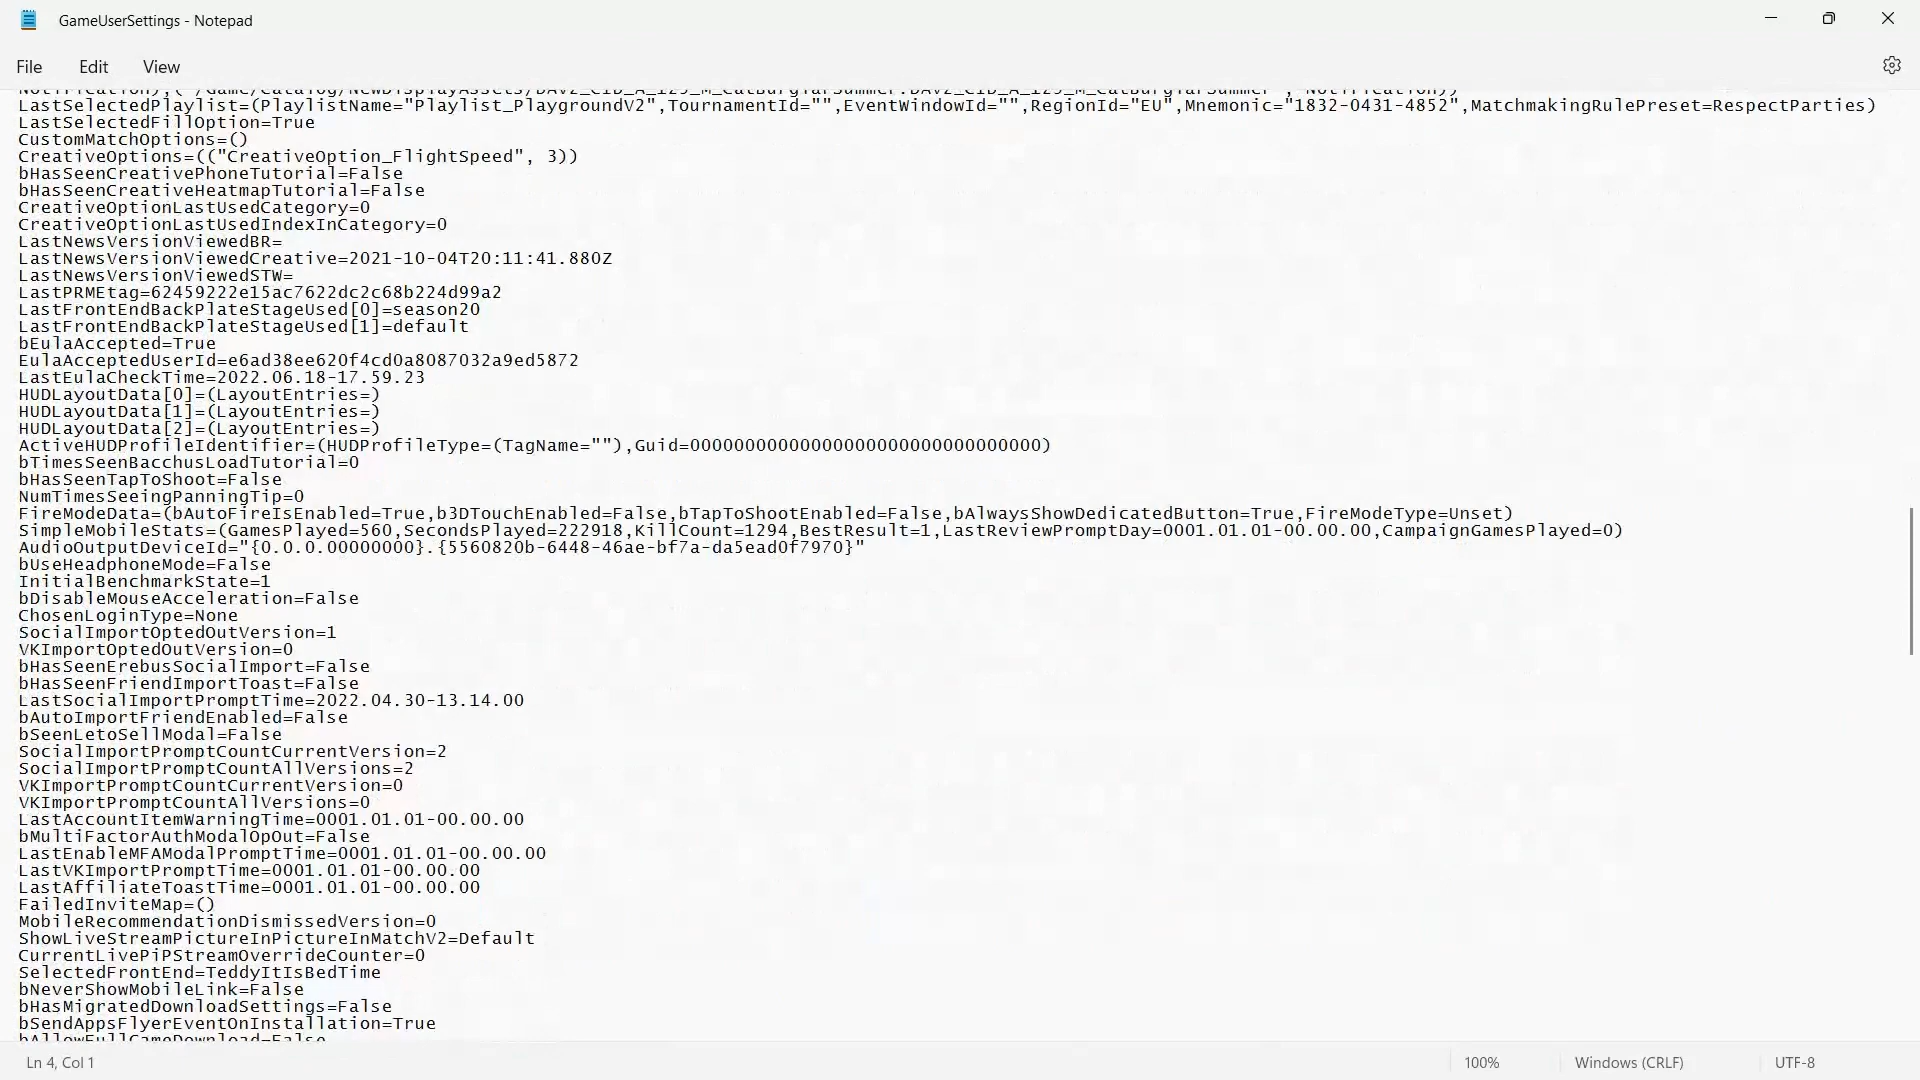 GameUserSettings - Notepad
File Edit View
LastSelectedPlaylist=(PlaylistName="Playlist_PlaygroundV2",TournamentId="",EventWindowId="",RegionId="EU",Mnemonic="1832-0431-4852",MatchmakingRulePreset=RespectParties)
LastSelectedFillOption=True
CustomMatchOptions=()
CreativeOptions=(("CreativeOption_FlightSpeed", 3))
bHasSeenCreativePhoneTutorial=False
bHasSeenCreativeHeatmapTutorial=False
CreativeOptionLastUsedCategory=0
CreativeOptionLastUsedIndexInCategory=0
LastNewsVersionViewedBR=
LastNewsVersionViewedCreative=2021-10-04T20:11:41.880Z
LastNewsVersionViewedSTW=
LastPRMEtag=62459222e15ac7622dc2c68b224d99a2
LastFrontEndBackPlateStageUsed[0]=season20
LastFrontEndBackPlateStageUsed[1]=default
bEulaAccepted=True
EulaAcceptedUserId=e6ad38ee620f4cd0a8087032a9ed5872
LastEulaCheckTime=2022.06.18-17.59.23
HUDLayoutData[0]=(LayoutEntries=)
HUDLayoutData[1]=(LayoutEntries=)
HUDLayoutData[2]=(LayoutEntries=)
ActiveHUDProfileIdentifier=(HUDProfileType=(TagName=""),Guid=00000000000000000000000000000000)
bTimesSeenBacchusLoadTutorial=0
bHasSeenTapToShoot=False
NumTimesSeeingPanningTip=0
FireModeData=(bAutoFireIsEnabled=True,b3DTouchEnabled=False,bTapToShootEnabled=False,bAlwaysShowDedicatedButton=True,FireModeType=Unset)
SimpleMobileStats=(GamesPlayed=560,SecondsPlayed=222918,KillCount=1294,BestResult=1,LastReviewPromptDay=0001.01.01-00.00.00,CampaignGamesPlayed=0)
AudioOutputDeviceId="{0.0.0.00000000}.{5560820b-6448-46ae-bf7a-da5ead0f7970}"
bUseHeadphoneMode=False
InitialBenchmarkState=1
bDisableMouseAcceleration=False
ChosenLoginType=None
SocialImportOptedOutVersion=1
VKImportOptedOutVersion=0
bHasSeenErebusSocialImport=False
bHasSeenFriendImportToast=False
LastSocialImportPromptTime=2022.04.30-13.14.00
bAutoImportFriendEnabled=False
bSeenLetoSellModal=False
SocialImportPromptCountCurrentVersion=2
SocialImportPromptCountAllVersions=2
VKImportPromptCountCurrentVersion=0
VKImportPromptCountAllVersions=0
LastAccountItemWarningTime=0001.01.01-00.00.00
bMultiFactorAuthModalOpOut=False
LastEnableMFAModalPromptTime=0001.01.01-00.00.00
LastVKImportPromptTime=0001.01.01-00.00.00
LastAffiliateToastTime=0001.01.01-00.00.00
FailedInviteMap=()
MobileRecommendationDismissedVersion=0
ShowLiveStreamPictureInPictureInMatchV2=Default
CurrentLivePiPStreamOverrideCounter=0
SelectedFrontEnd=TeddyItIsBedTime
bNeverShowMobileLink=False
bHasMigratedDownloadSettings=False
bSendAppsFlyerEventOnInstallation=True
Ln 4, Col 1 100% Windows (CRLF) UTF-8